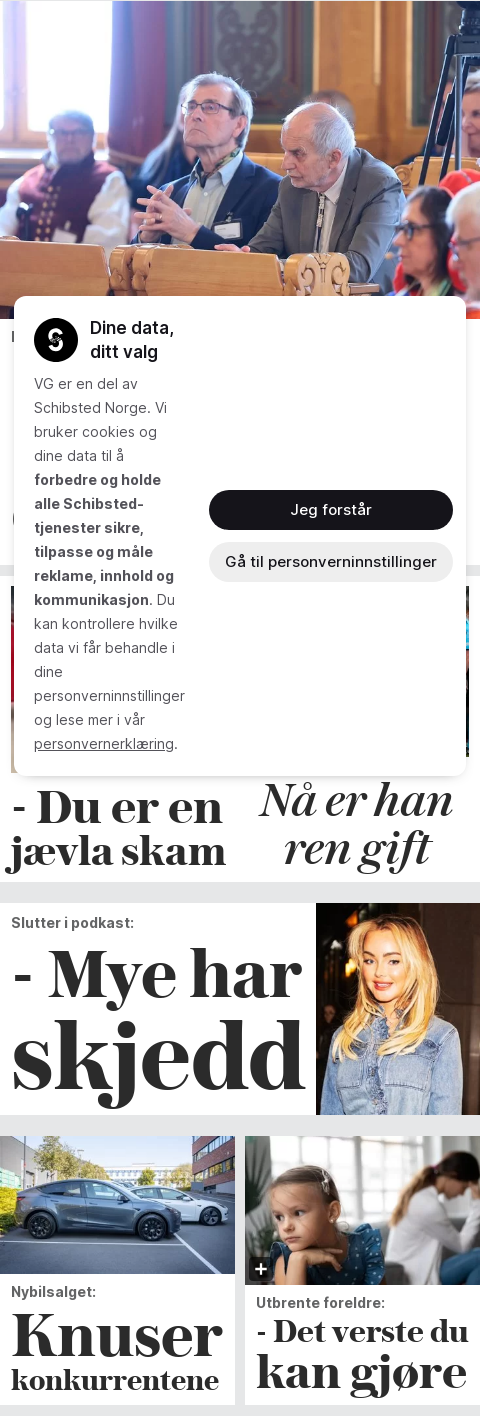 Dine data,
ditt valg
VG er en del av
Schibsted Norge. Vi
bruker cookies og
dine data til å
forbedre og holde
alle Schibsted-
tjenester sikre,
tilpasse og måle
reklame, innhold og
kommunikasjon. Du
kan kontrollere hvilke
data vi får behandle i
dine
personverninnstillinger
og lese mer i vår
personvernerklæring.
Jeg forstår
Gå til personverninnstillinger
- Du er en
jævla skam
Nå er han
ren gift
Slutter i podkast:
- Mye har
skjedd
Nybilsalget:
Knuser
konkurrentene
Utbrente foreldre:
- Det verste du
kan gjøre